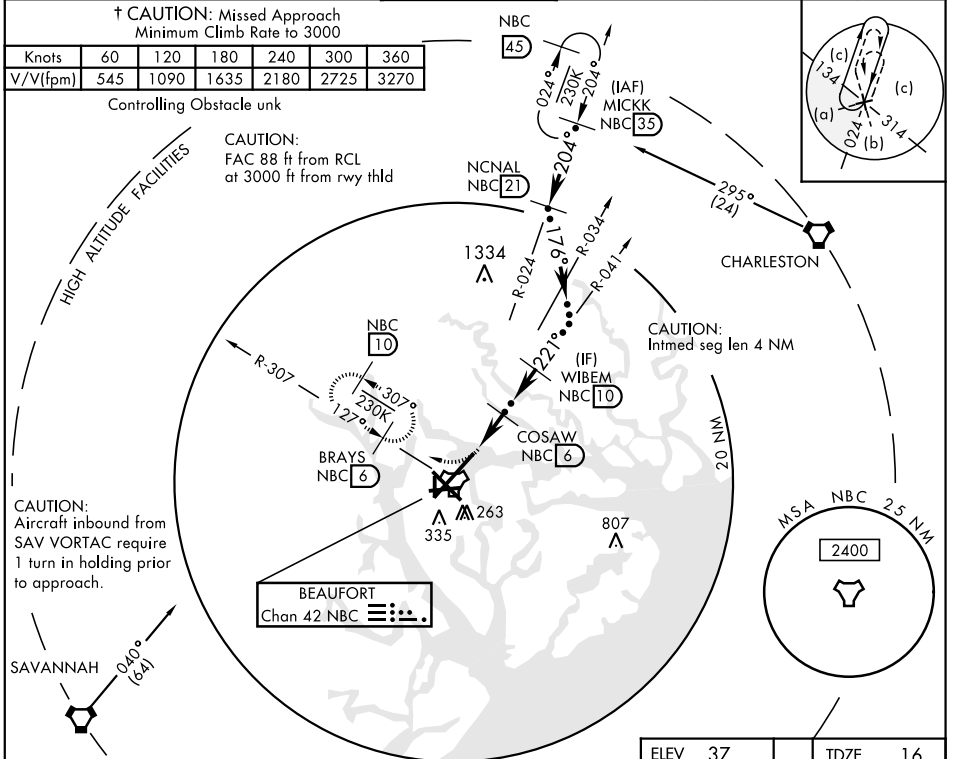 † CAUTION: Missed Approach
Minimum Climb Rate to 3000
Knots 60 120 180 240 300 360
V/V(fpm) 545 1090 1635 2180 2725 3270
Controlling Obstacle unk
CAUTION:
FAC 88 ft from RCL
at 3000 ft from rwy thld
HIGH ALTITUDE FACILITIES
NBC
45
024°
230K
204°
(IAF)
MICKK
NBC 35
204°
NCNAL
NBC 21
176°
R-024
R-034
R-041
1334
295°
(24)
CHARLESTON
(c)
134
(c)
(a)
024
(b)
314
CAUTION:
Intmed seg len 4 NM
221°
(IF)
WIBEM
NBC 10
COSAW
NBC 6
20 NM
R-307
NBC
10
307°
230K
127°
BRAYS
NBC 6
335
263
807
CAUTION:
Aircraft inbound from
SAV VORTAC require
1 turn in holding prior
to approach.
BEAUFORT
Chan 42 NBC
SAVANNAH
040°
(64)
MSA NBC 25 NM
2400
ELEV 37
TDZE 16